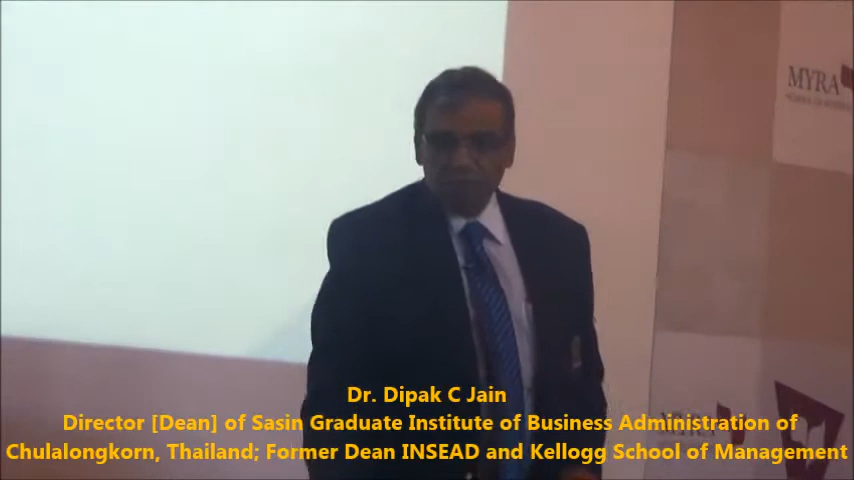 MYRA
Dr. Dipak C Jain
Director [Dean] of Sasin Graduate Institute of Business Administration of
Chulalongkorn, Thailand; Former Dean INSEAD and Kellogg School of Management